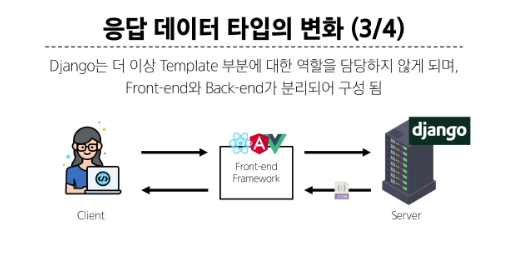 응답 데이터 타입의 변화 (3/4)
Django는 더 이상 Template 부분에 대한 역할을 담당하지 않게 되며,
Front-end와 Back-end가 분리되어 구성 됨
django
Front-end
Framework
Client
Server